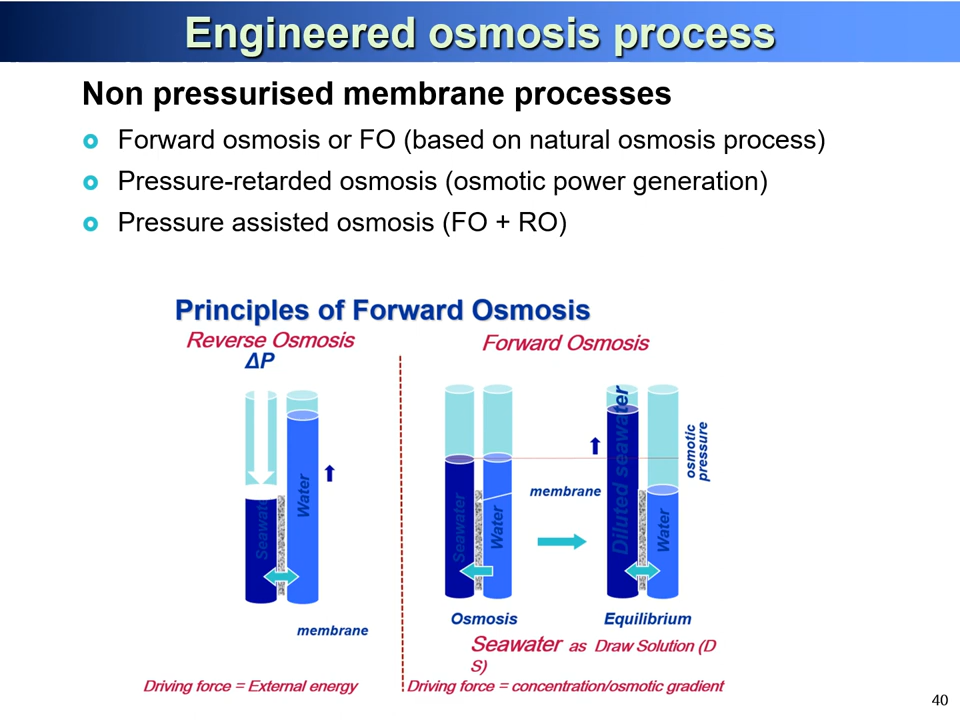 Engineered osmosis process
Non pressurised membrane processes
Forward osmosis or FO (based on natural osmosis process)
Pressure-retarded osmosis (osmotic power generation)
Pressure assisted osmosis (FO + RO)
Principles of Forward Osmosis
Reverse Osmosis
ΔP
Seawate
Water
membrane
Driving force = External energy
Forward Osmosis
Seawater
Water
membrane
Osmosis
Diluted seawater
Water
osmotic
pressure
Equilibrium
Seawater as Draw Solution (D
S)
Driving force = concentration/osmotic gradient
40